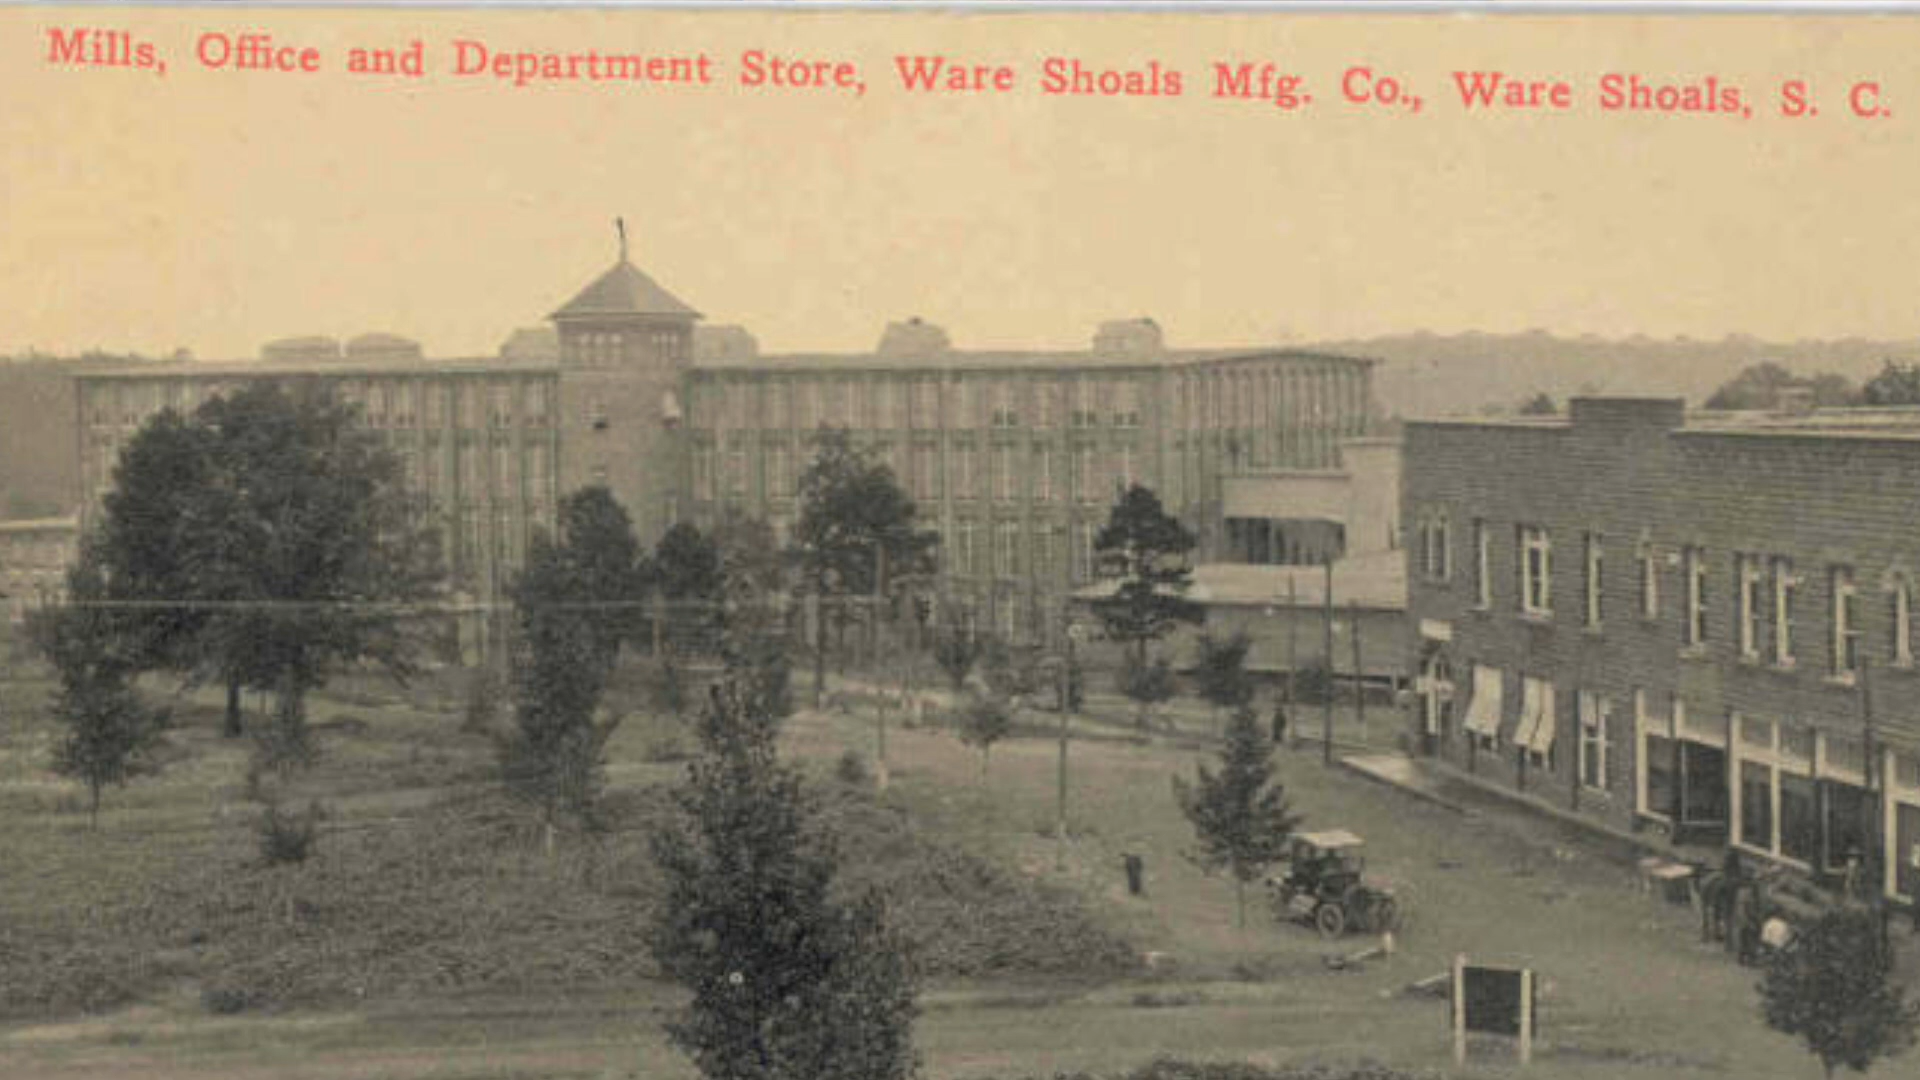 Mills, Office and Department Store, Ware Shoals Mfg. Co., Ware Shoals, S. C.